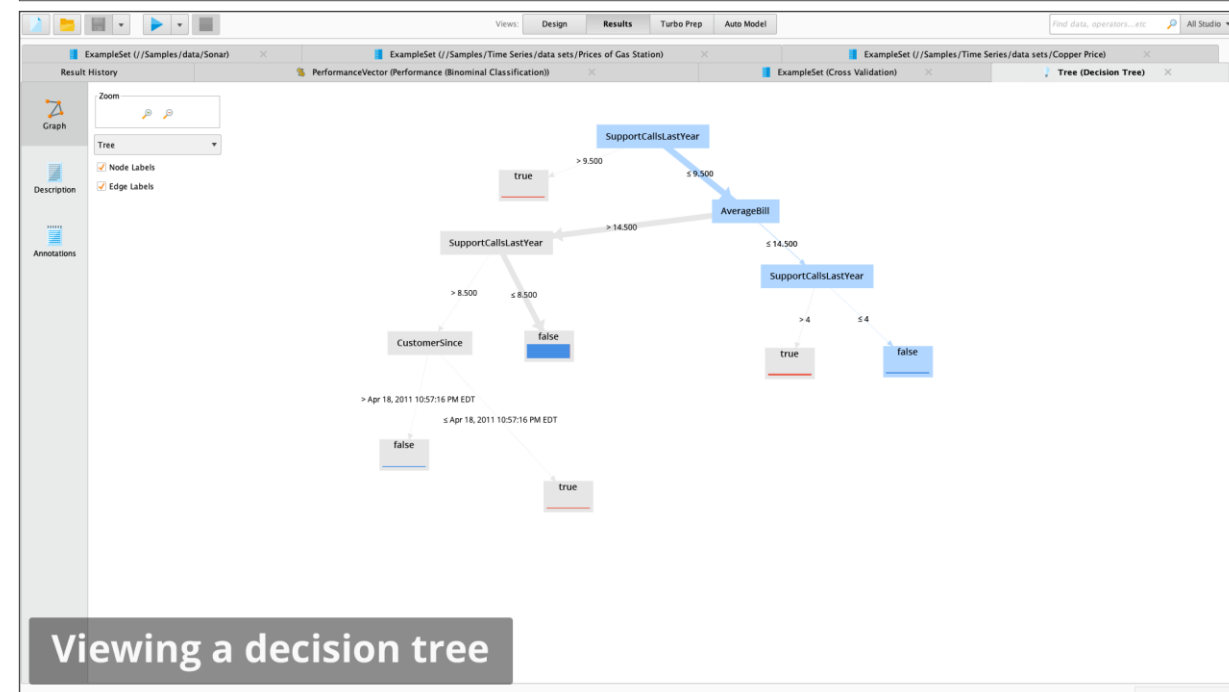 Views: Design Results Turbo Prep Auto Model Find data, operators...etc All Studio
ExampleSet (//Samples/data/Sonar) ExampleSet (//Samples/Time Series/data sets/Prices of Gas Station) ExampleSet (//Samples/Time Series/data sets/Copper Price)
Result History PerformanceVector (Performance (Binominal Classification)) ExampleSet (Cross Validation) Tree (Decision Tree)
Graph
Description
Annotations
Zoom
Tree
Node Labels
Edge Labels
SupportCallsLastYear
> 9.500
≤ 9.500
true
AverageBill
> 14.500
≤ 14.500
SupportCallsLastYear
SupportCallsLastYear
> 8.500
≤ 8.500
> 4
≤ 4
CustomerSince
false
true
false
> Apr 18, 2011 10:57:16 PM EDT
≤ Apr 18, 2011 10:57:16 PM EDT
false
true
Viewing a decision tree